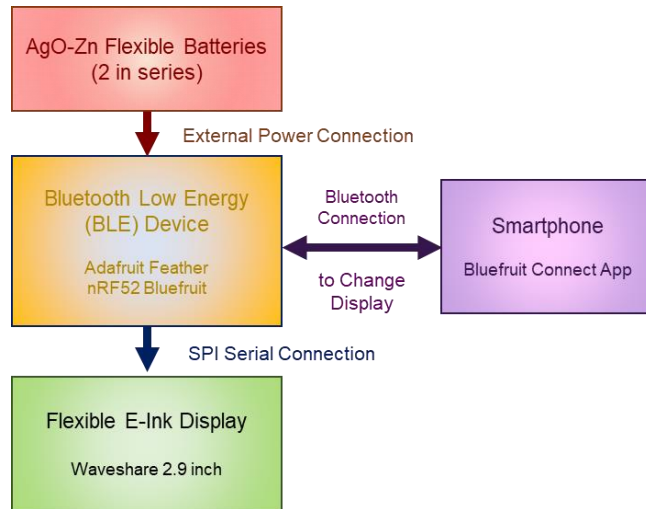 AgO-Zn Flexible Batteries
(2 in series)
External Power Connection
Bluetooth Low Energy
(BLE) Device
Adafruit Feather
nRF52 Bluefruit
Bluetooth
Connection
to Change
Display
Smartphone
Bluefruit Connect App
SPI Serial Connection
Flexible E-Ink Display
Waveshare 2.9 inch